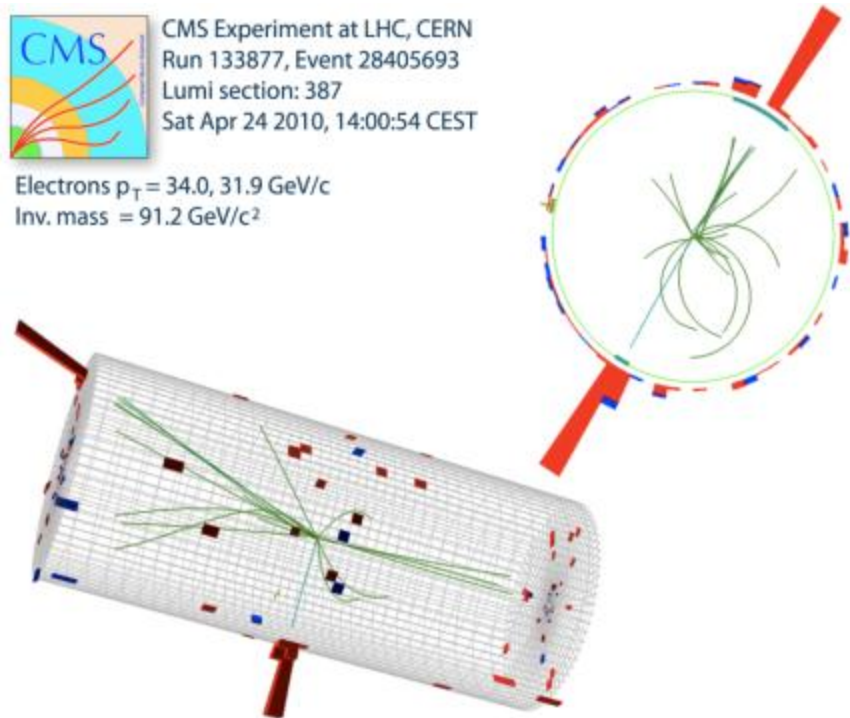 CMS
CMS Experiment at LHC, CERN
Run 133877, Event 28405693
Lumi section: 387
Sat Apr 24 2010, 14:00:54 CEST
Electrons pT = 34.0, 31.9 GeV/c
Inv. mass = 91.2 GeV/c²